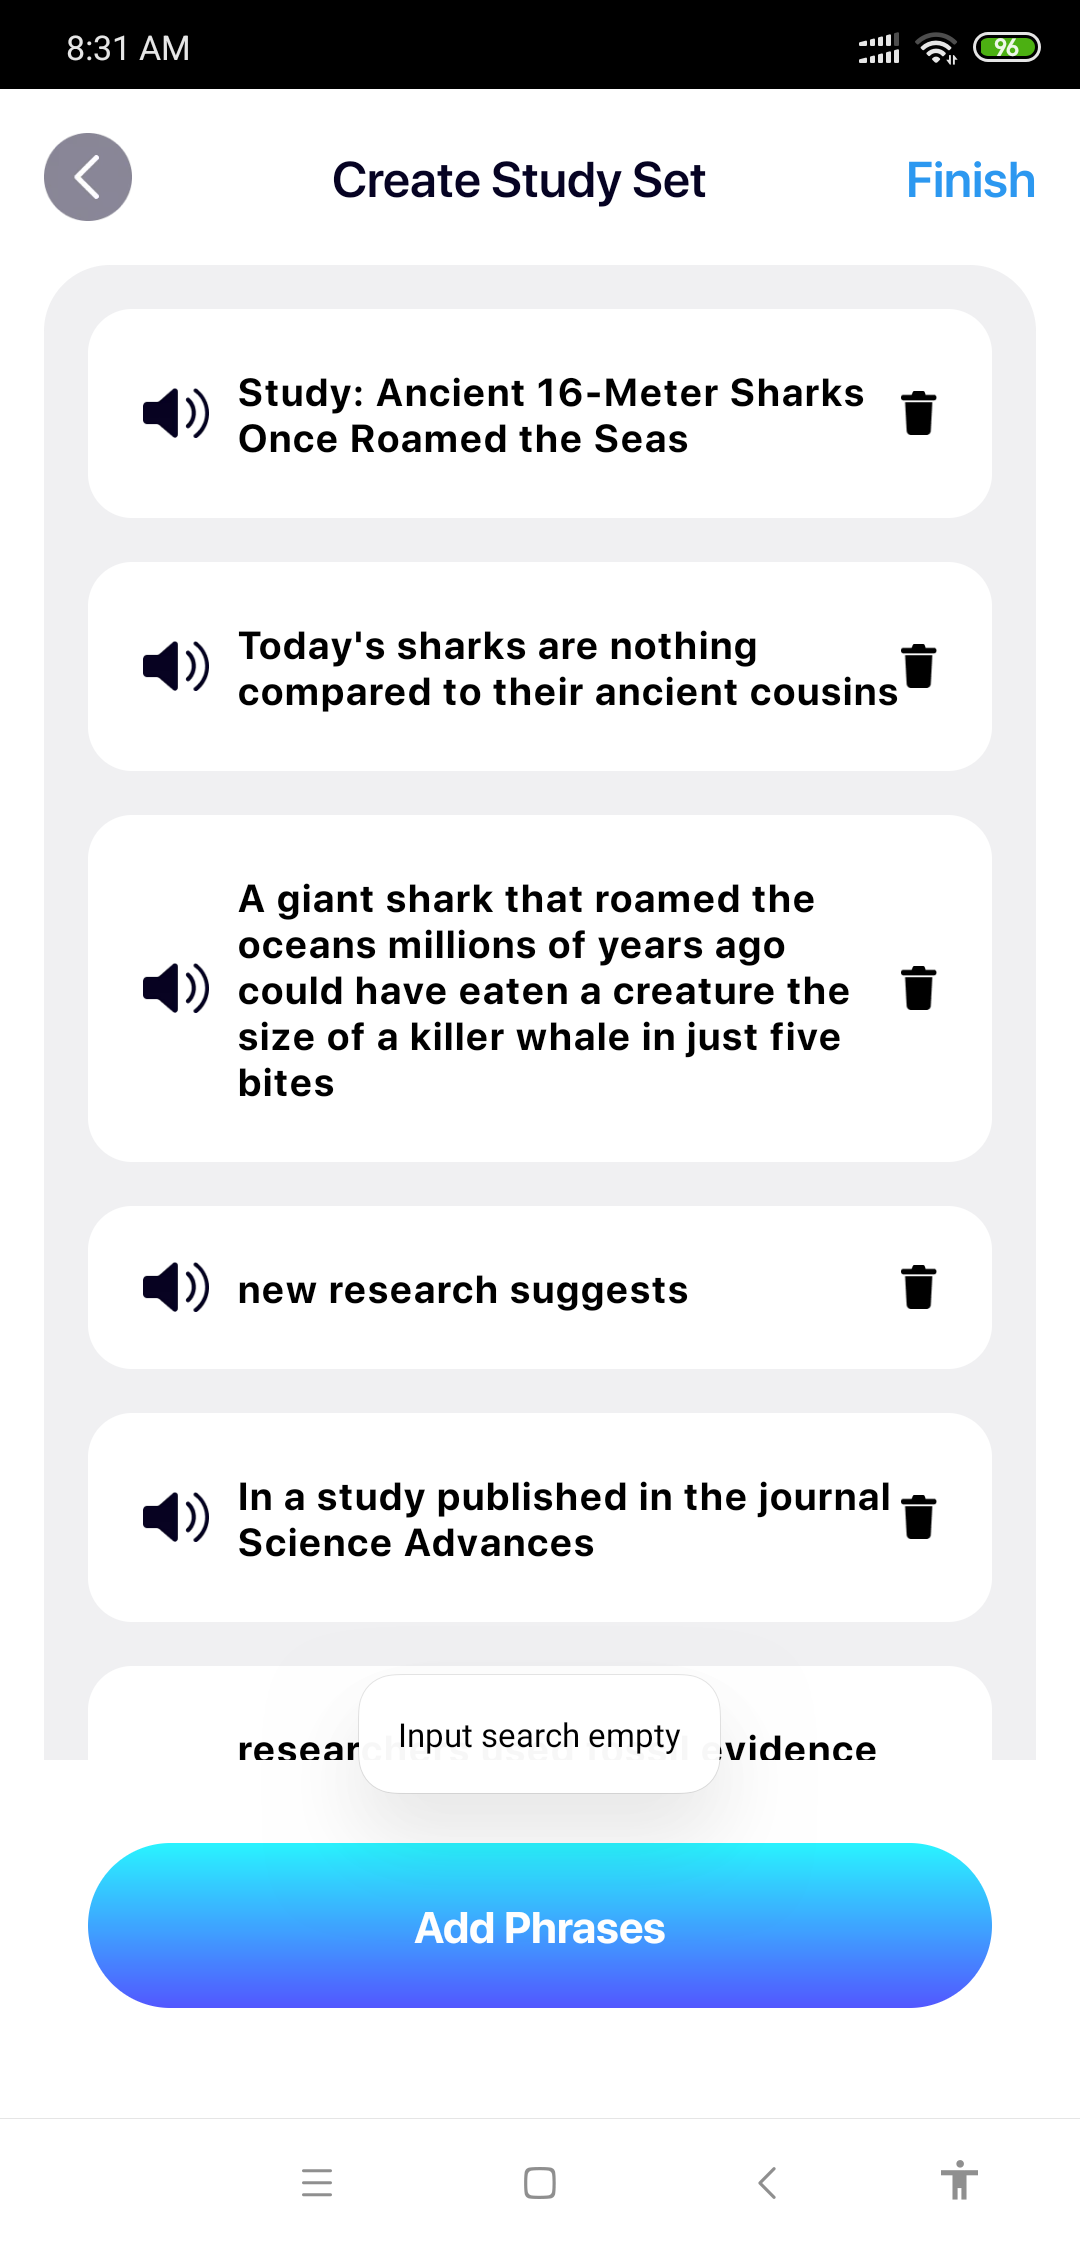 8:31 AM
96
Create Study Set
Finish
Study: Ancient 16-Meter Sharks
Once Roamed the Seas
Today's sharks are nothing
compared to their ancient cousins
A giant shark that roamed the
oceans millions of years ago
could have eaten a creature the
size of a killer whale in just five
bites
new research suggests
In a study published in the journal
Science Advances
researchers used fossil evidence
Input search empty
Add Phrases